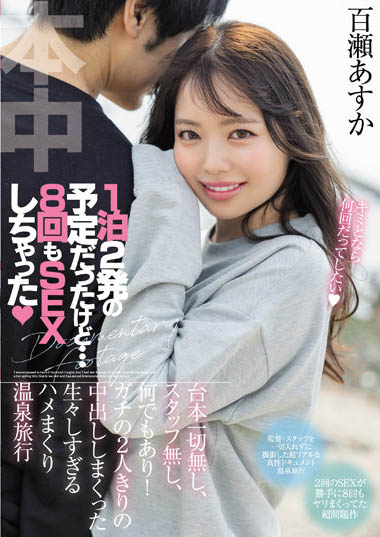 百瀬あすか
本中
キミとなら
何回だってしたい♥
1泊2発の
予定だったけど…
8回もSEX
しちゃった♥
Documentary
Footage
台本一切無し、
スタッフ無し、
何でもあり!
ガチの2人きりの
中出ししまくった
生々しすぎる
ハメまくり
温泉旅行
監督・スタッフを
一切入れずに
撮影した超リアルな
真性ドキュメント
温泉旅行
2回のSEXが
勝手に8回も
ヤリまくってた
超問題作